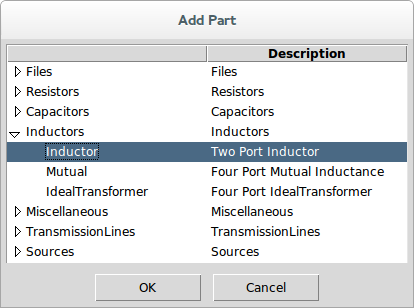 Add Part
Description
Files Files
Resistors Resistors
Capacitors Capacitors
Inductors Inductors
Inductor Two Port Inductor
Mutual Four Port Mutual Inductance
IdealTransformer Four Port IdealTransformer
Miscellaneous Miscellaneous
TransmissionLines TransmissionLines
Sources Sources
OK Cancel